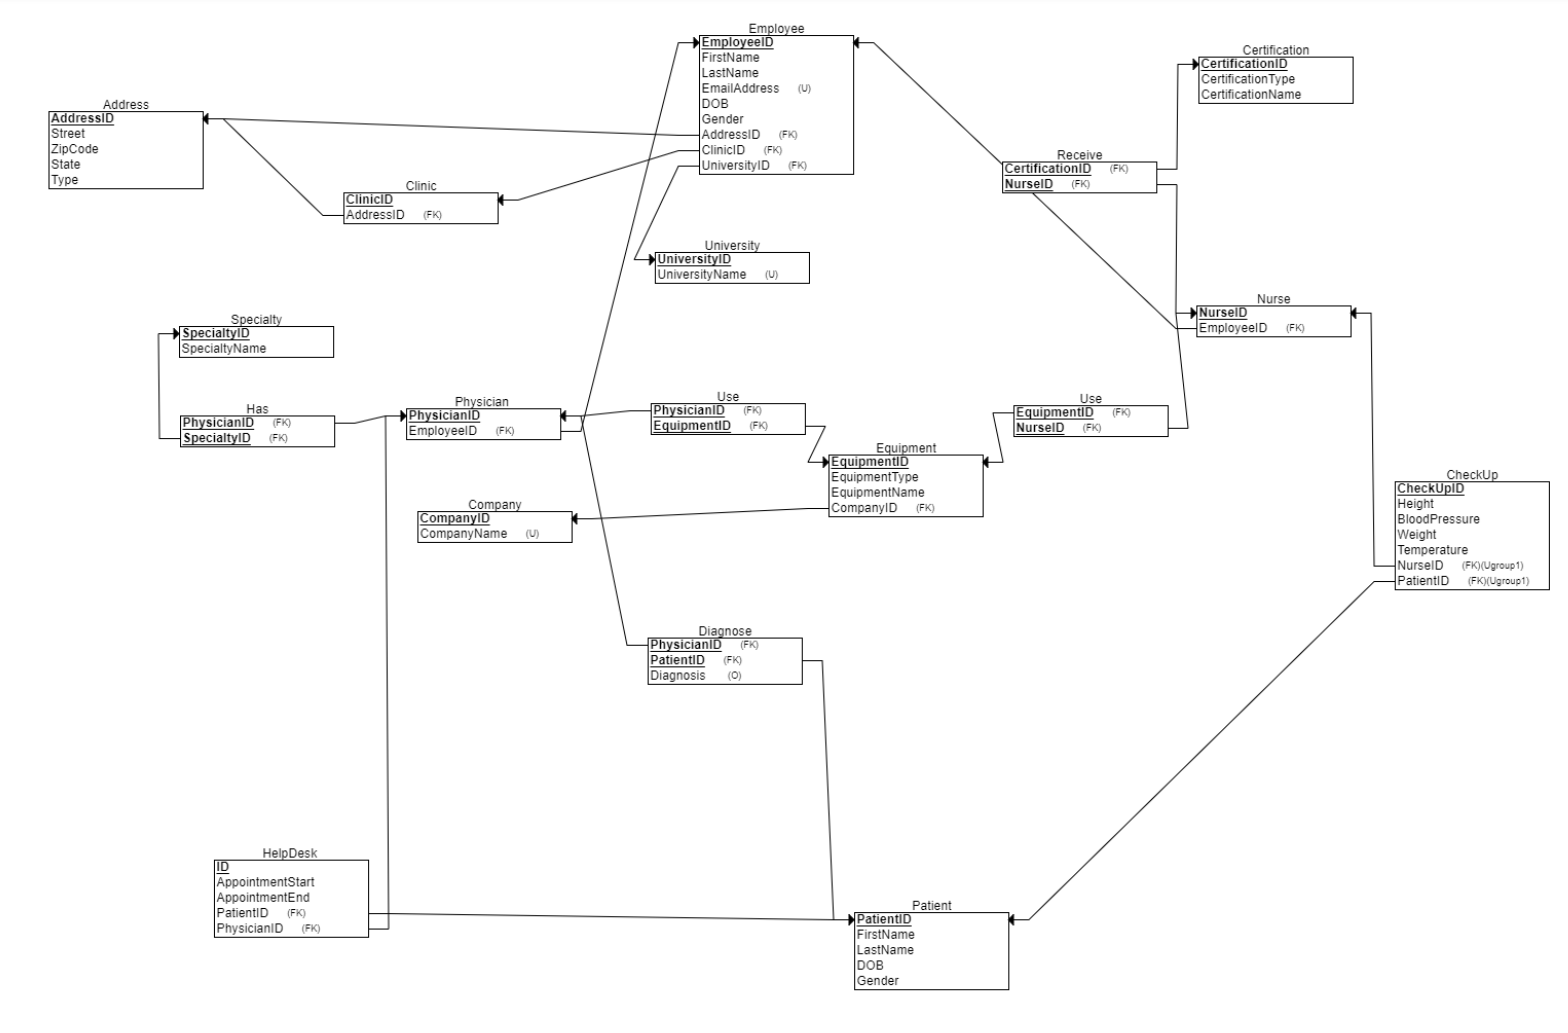 Employee
EmployeeID
FirstName
LastName
EmailAddress (U)
DOB
Gender
AddressID (FK)
ClinicID (FK)
UniversityID (FK)
Certification
CertificationID
CertificationType
CertificationName
Address
AddressID
Street
ZipCode
State
Type
Receive
CertificationID (FK)
NurseID (FK)
Clinic
ClinicID
AddressID (FK)
University
UniversityID
UniversityName (U)
Nurse
NurseID
EmployeeID (FK)
Specialty
SpecialtyID
SpecialtyName
Has
PhysicianID (FK)
SpecialtyID (FK)
Physician
PhysicianID
EmployeeID (FK)
Use
PhysicianID (FK)
EquipmentID (FK)
Use
EquipmentID (FK)
NurseID (FK)
Equipment
EquipmentID
EquipmentType
EquipmentName
CompanyID (FK)
Company
CompanyID
CompanyName (U)
CheckUp
CheckUpID
Height
BloodPressure
Weight
Temperature
NurseID (FK)(Ugroup1)
PatientID (FK)(Ugroup1)
Diagnose
PhysicianID (FK)
PatientID (FK)
Diagnosis (O)
HelpDesk
ID
AppointmentStart
AppointmentEnd
PatientID (FK)
PhysicianID (FK)
Patient
PatientID
FirstName
LastName
DOB
Gender